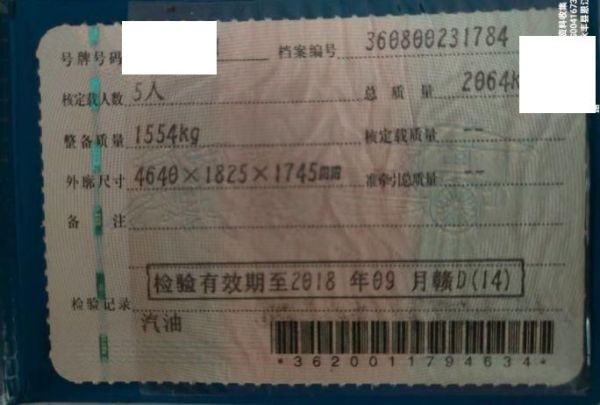 号牌号码 档案编号 360800231784
核定载人数 5人 总质量 2064k
整备质量 1554kg 核定载质量 --
外廓尺寸 4640×1825×1745mm 准牵引总质量 --
备注
检验有效期至2018 年09 月赣D(14)
检验记录
汽油
*3620011794634*